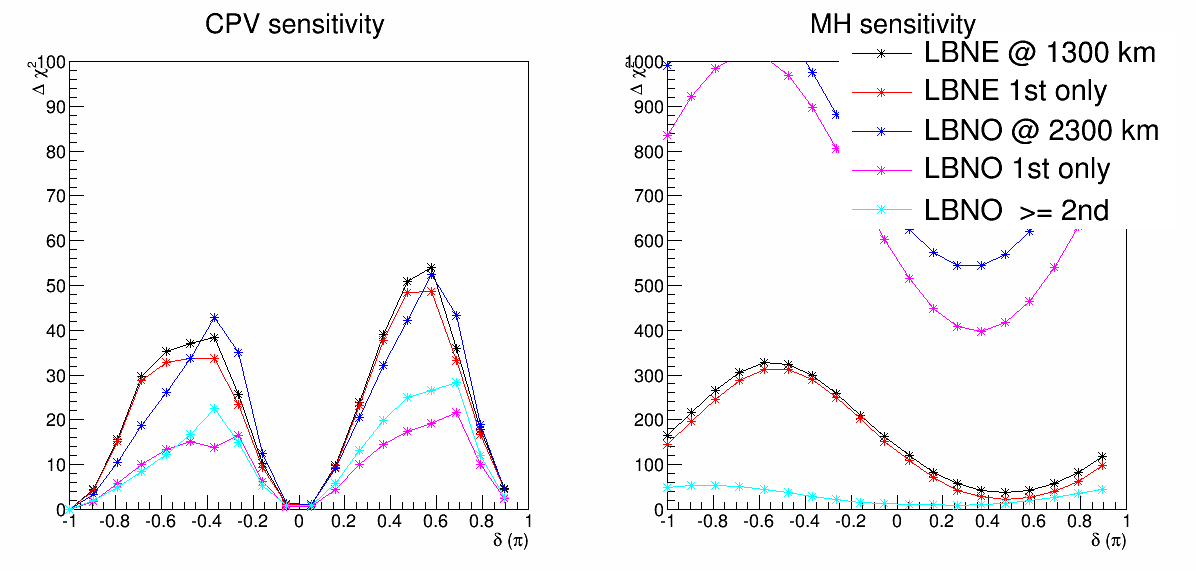 CPV sensitivity
Δ χ²
100
90
80
70
60
50
40
30
20
10
0
-1 -0.8 -0.6 -0.4 -0.2 0 0.2 0.4 0.6 0.8 1
δ (π)
MH sensitivity
Δ χ²
1000
900
800
700
600
500
400
300
200
100
0
-1 -0.8 -0.6 -0.4 -0.2 0 0.2 0.4 0.6 0.8 1
δ (π)
LBNE @ 1300 km
LBNE 1st only
LBNO @ 2300 km
LBNO 1st only
LBNO >= 2nd